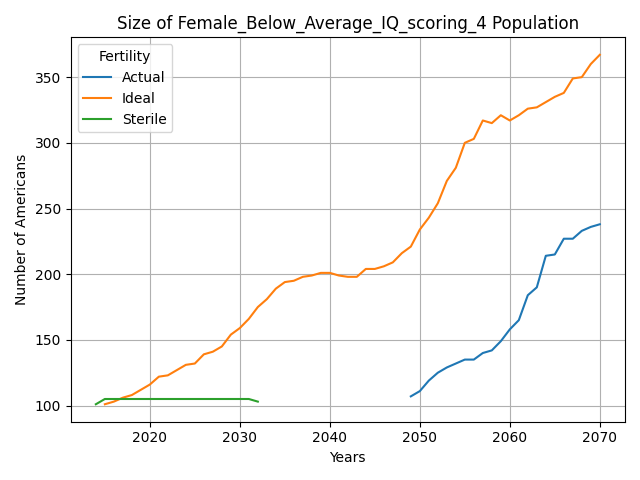 Size of Female_Below_Average_IQ_scoring_4 Population
Fertility
Actual
Ideal
Sterile
Number of Americans
350
300
250
200
150
100
2020 2030 2040 2050 2060 2070
Years